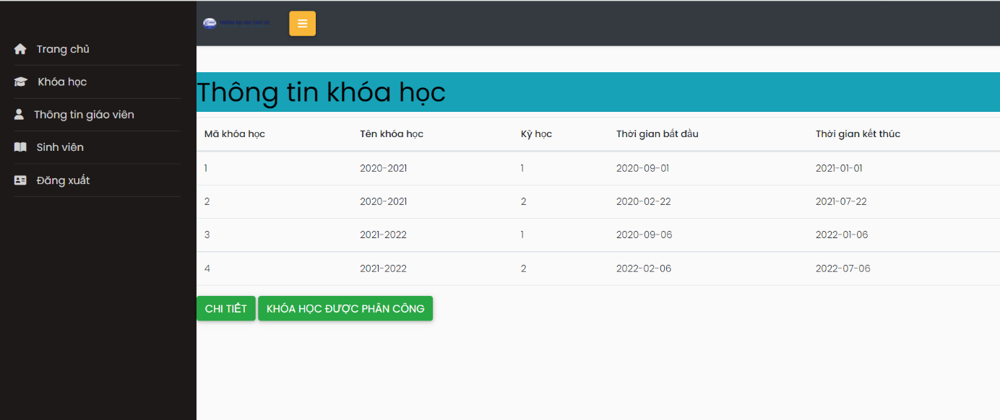 Trang chủ
Khóa học
Thông tin giáo viên
Sinh viên
Đăng xuất
Thông tin khóa học
Mã khóa học Tên khóa học Kỳ học Thời gian bắt đầu Thời gian kết thúc
1 2020-2021 1 2020-09-01 2021-01-01
2 2020-2021 2 2020-02-22 2021-07-22
3 2021-2022 1 2020-09-06 2022-01-06
4 2021-2022 2 2022-02-06 2022-07-06
CHI TIẾT KHÓA HỌC ĐƯỢC PHÂN CÔNG